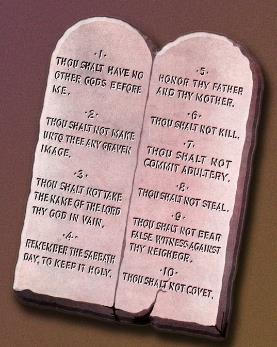 ·1·
THOU SHALT HAVE NO
OTHER GODS BEFORE
ME.
·2·
THOU SHALT NOT MAKE
UNTO THEE ANY GRAVEN
IMAGE.
·3·
THOU SHALT NOT TAKE
THE NAME OF THE LORD
THY GOD IN VAIN.
·4·
REMEMBER THE SABBATH
DAY, TO KEEP IT HOLY.
·5·
HONOR THY FATHER
AND THY MOTHER.
·6·
THOU SHALT NOT KILL.
·7·
THOU SHALT NOT
COMMIT ADULTERY.
·8·
THOU SHALT NOT STEAL.
·9·
THOU SHALT NOT BEAR
FALSE WITNESS AGAINST
THY NEIGHBOR.
·10·
THOU SHALT NOT COVET.